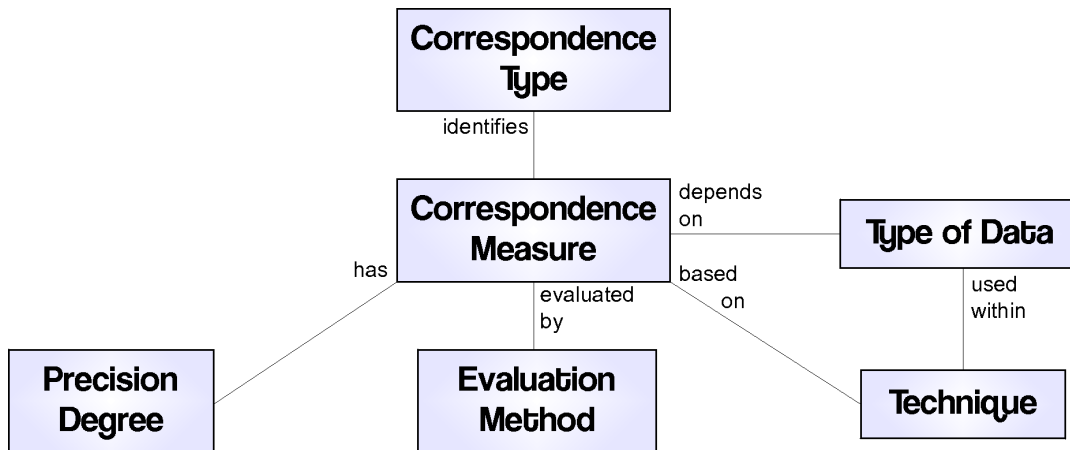 Correspondence
Type
identifies
Correspondence
Measure
depends
on
Type of Data
has
evaluated
by
based
on
used
within
Precision
Degree
Evaluation
Method
Technique